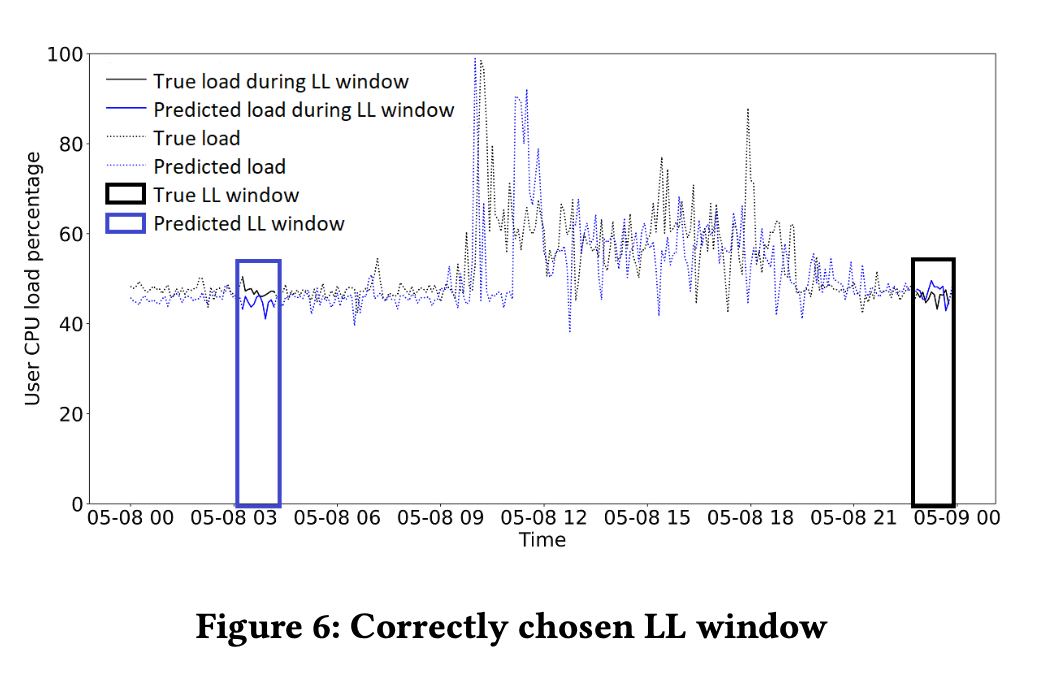 100
80
60
40
20
0
User CPU load percentage
True load during LL window
Predicted load during LL window
True load
Predicted load
True LL window
Predicted LL window
05-08 00 05-08 03 05-08 06 05-08 09 05-08 12 05-08 15 05-08 18 05-08 21 05-09 00
Time
Figure 6: Correctly chosen LL window